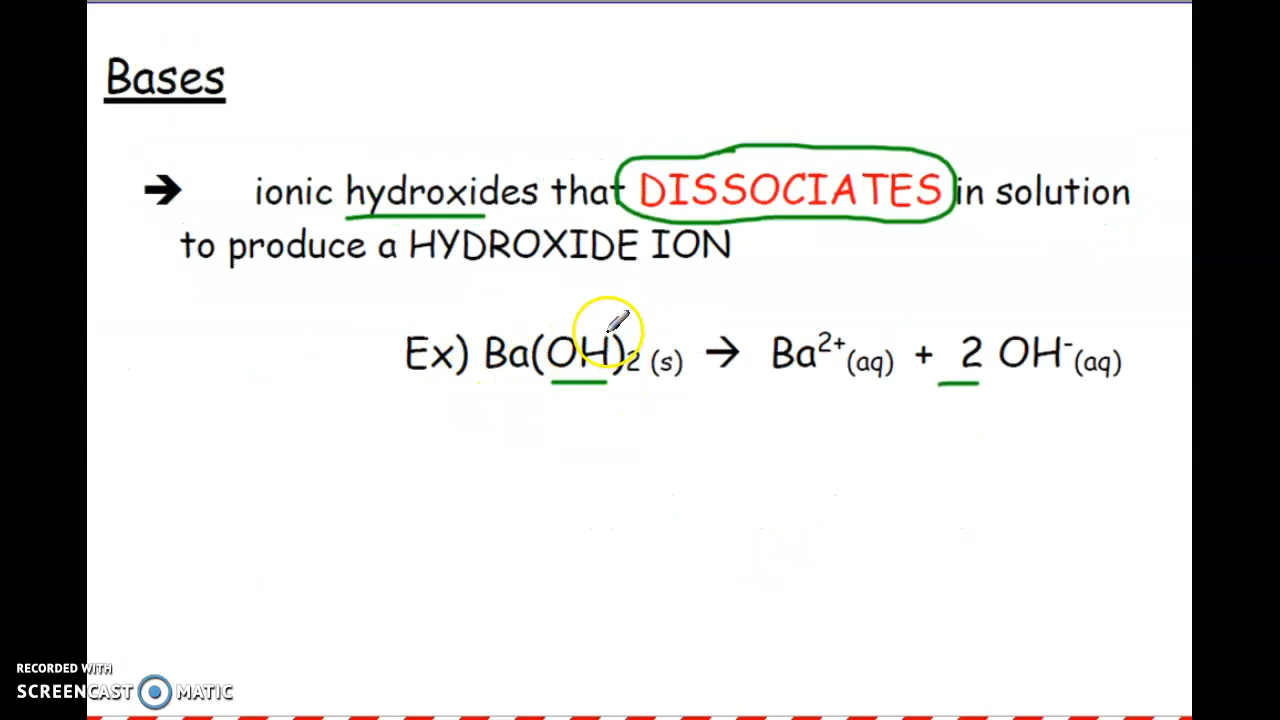 Bases
➔ ionic hydroxides that DISSOCIATES in solution
to produce a HYDROXIDE ION
Ex) Ba(OH)₂ (s) → Ba²⁺(aq) + 2 OH⁻(aq)
RECORDED WITH
SCREENCAST MATIC